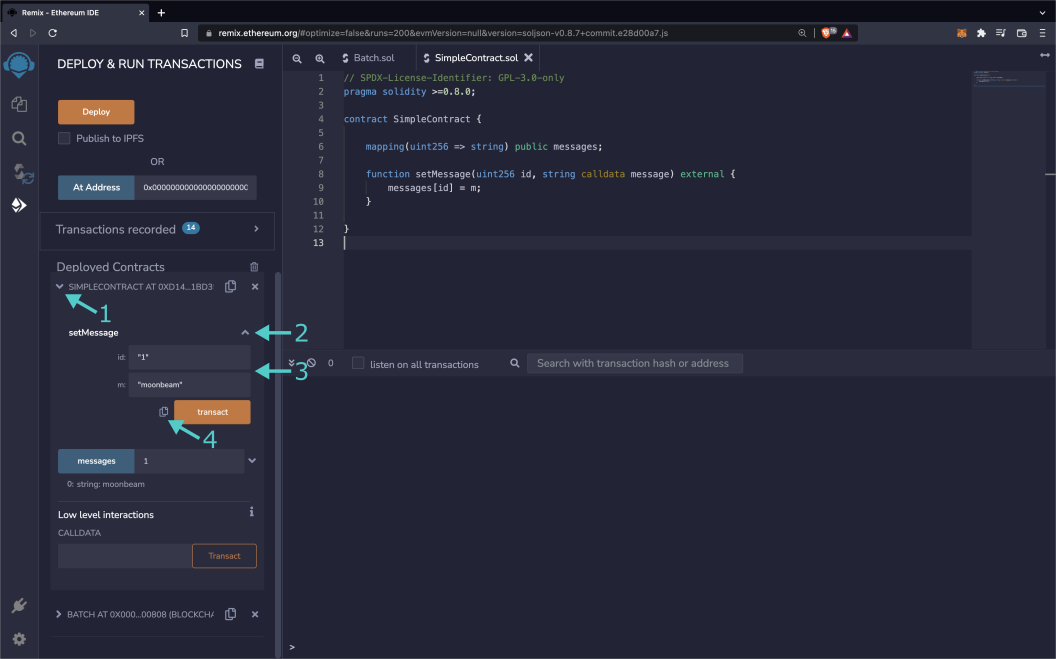 Remix - Ethereum IDE
remix.ethereum.org/#optimize=false&runs=200&evmVersion=null&version=soljson-v0.8.7+commit.e28d00a7.js
DEPLOY & RUN TRANSACTIONS
Deploy
Publish to IPFS
OR
At Address 0x00000000000000000000
Transactions recorded 14
Deployed Contracts
SIMPLECONTRACT AT 0XD14...1BD3
1
setMessage
2
id: "1"
3
m: "moonbeam"
transact
4
messages 1
0: string: moonbeam
Low level interactions
CALLDATA
Transact
BATCH AT 0X000...00808 (BLOCKCHA
Batch.sol
SimpleContract.sol
1 // SPDX-License-Identifier: GPL-3.0-only
2 pragma solidity >=0.8.0;
3
4 contract SimpleContract {
5
6 mapping(uint256 => string) public messages;
7
8 function setMessage(uint256 id, string calldata message) external {
9 messages[id] = m;
10 }
11
12 }
13
0 listen on all transactions Search with transaction hash or address
>